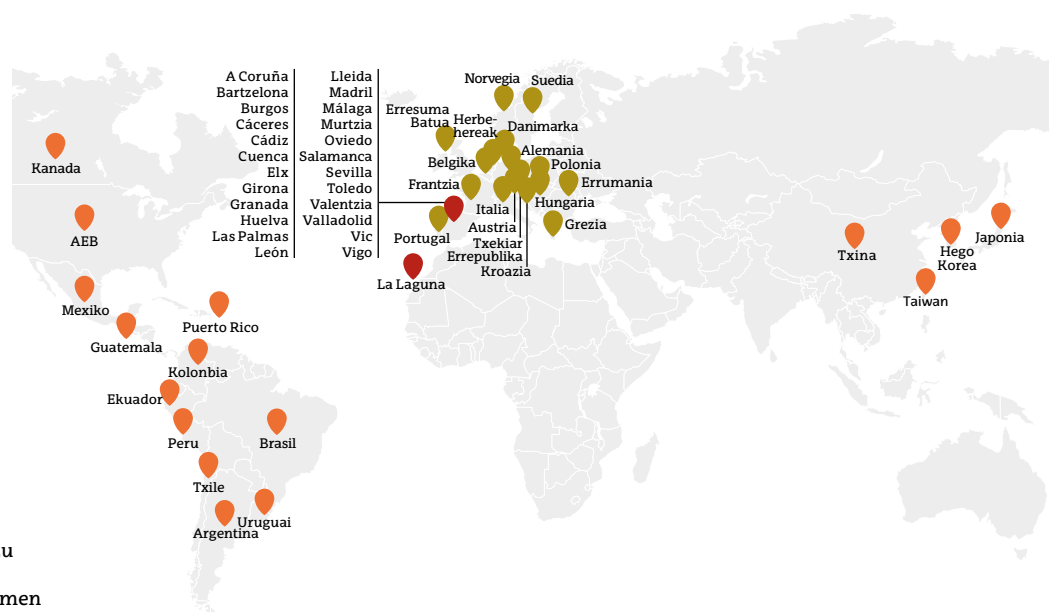 A Coruña
Bartzelona
Burgos
Cáceres
Cádiz
Cuenca
Elx
Girona
Granada
Huelva
Las Palmas
León
Lleida
Madril
Málaga
Murtzia
Oviedo
Salamanca
Sevilla
Toledo
Valentzia
Valladolid
Vic
Vigo
Norvegia
Suedia
Erresuma
Batua
Herbe-
hereak
Danimarka
Belgika
Alemania
Polonia
Frantzia
Errumania
Italia
Hungaria
Austria
Grezia
Portugal
Txekiar
Errepublika
Kroazia
La Laguna
Kanada
AEB
Mexiko
Puerto Rico
Guatemala
Kolonbia
Ekuador
Peru
Brasil
Txile
Uruguai
Argentina
Txina
Hego
Korea
Japonia
Taiwan
u
men